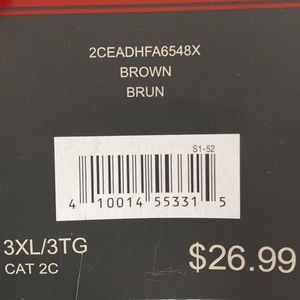 2CEADHFA6548X
BROWN
BRUN
S1-52
4 10014 55331 5
3XL/3TG
CAT 2C
$26.99